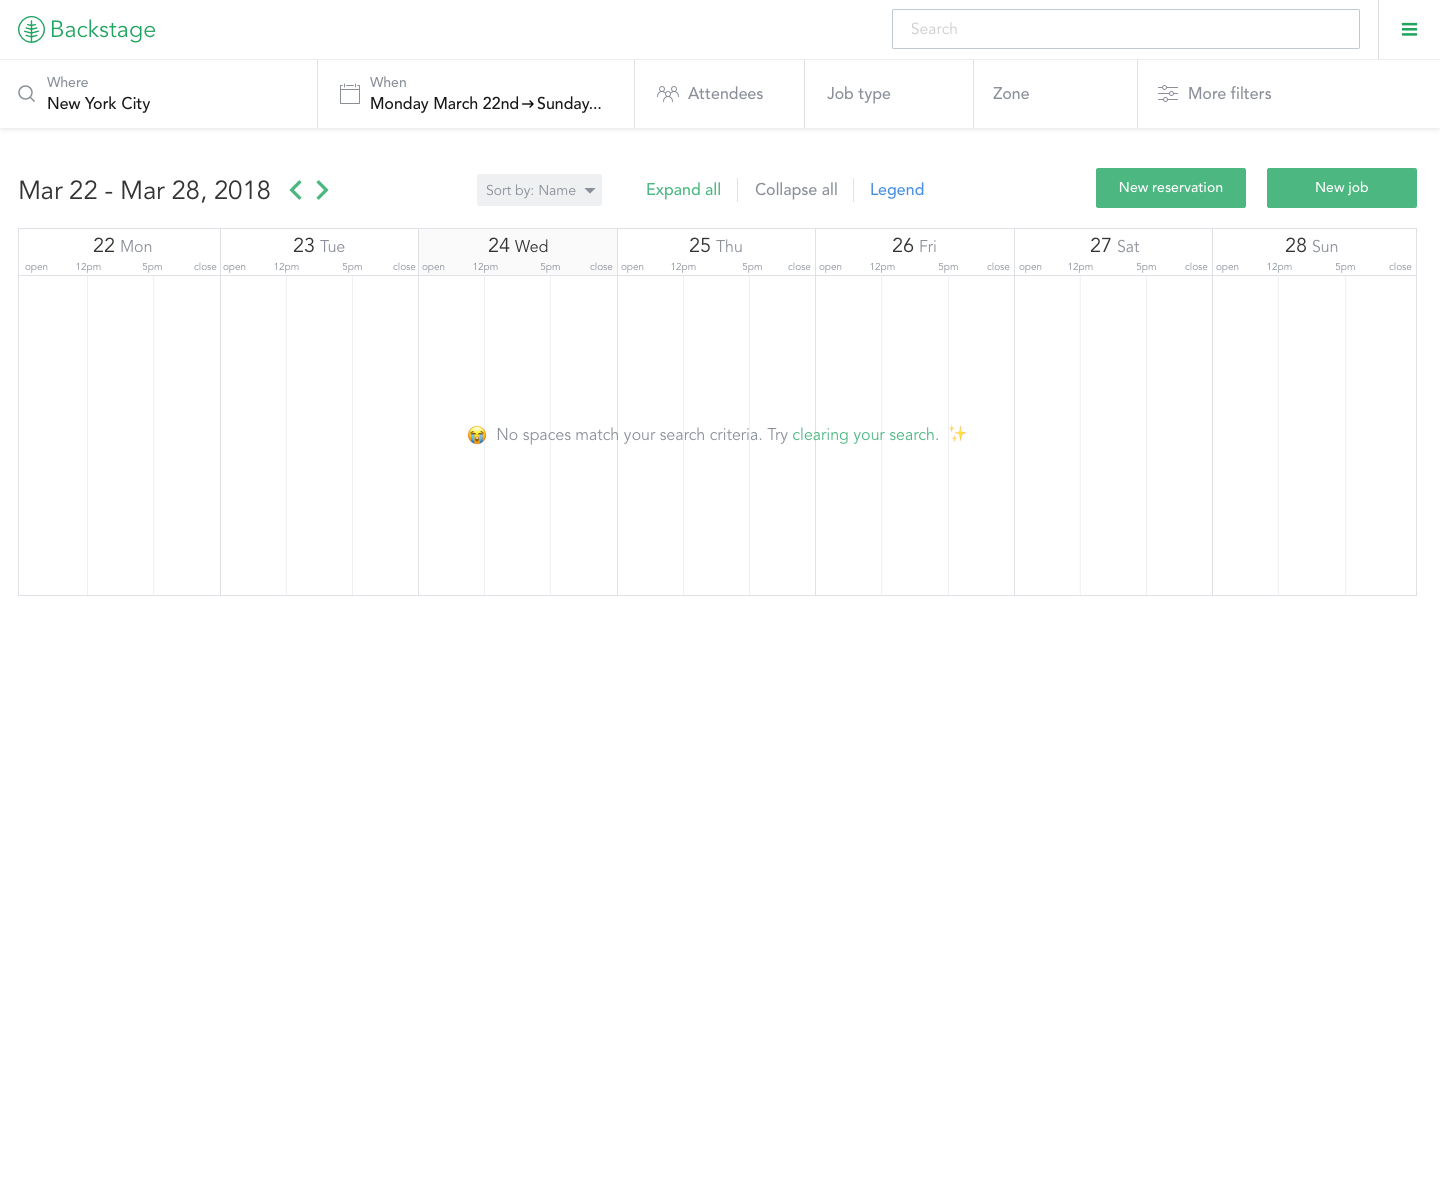 Backstage
Search
Where
New York City
When
Monday March 22nd→Sunday...
Attendees
Job type
Zone
More filters
Mar 22 - Mar 28, 2018
Sort by: Name
Expand all
Collapse all
Legend
New reservation
New job
22 Mon
23 Tue
24 Wed
25 Thu
26 Fri
27 Sat
28 Sun
open 12pm 5pm close open 12pm 5pm close open 12pm 5pm close open 12pm 5pm close open 12pm 5pm close open 12pm 5pm close open 12pm 5pm close
😭 No spaces match your search criteria. Try clearing your search. ✨